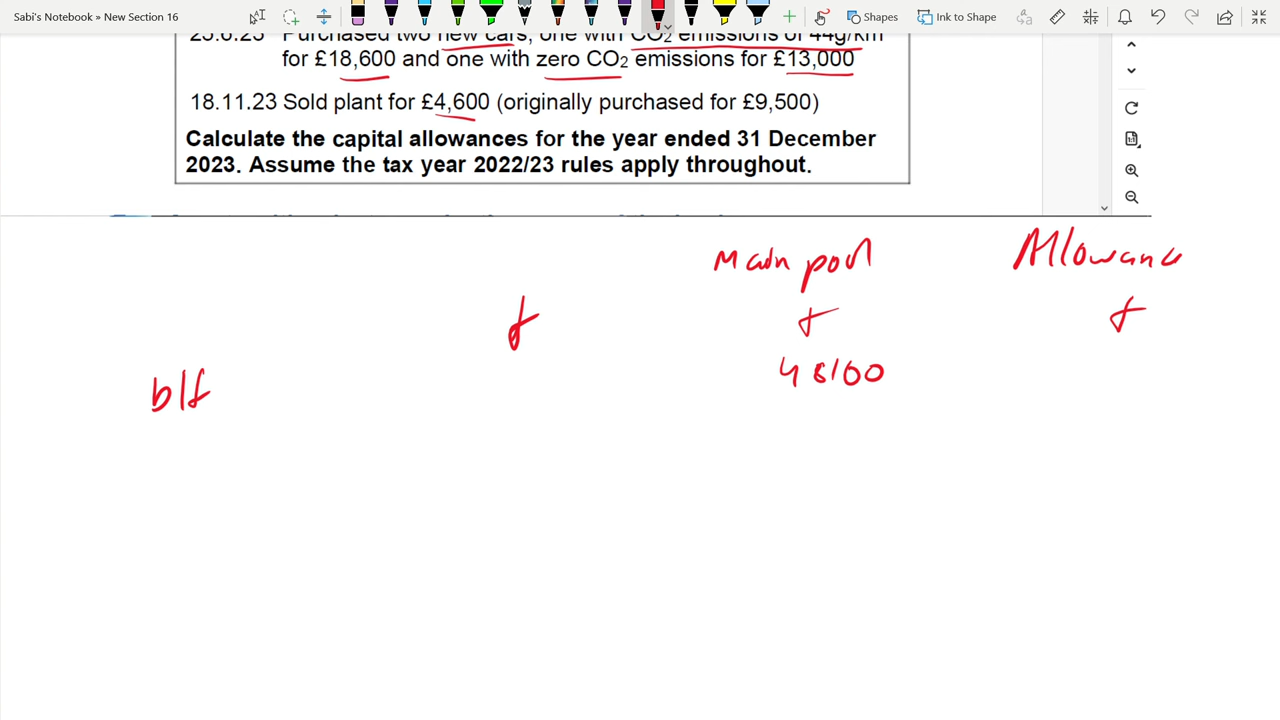 Sabi's Notebook » New Section 16
Shapes
Ink to Shape
25.6.23 Purchased two new cars, one with CO₂ emissions of 44g/km
for £18,600 and one with zero CO₂ emissions for £13,000
18.11.23 Sold plant for £4,600 (originally purchased for £9,500)
Calculate the capital allowances for the year ended 31 December
2023. Assume the tax year 2022/23 rules apply throughout.
Main pool
Allowance
£
£
£
b/f
48100